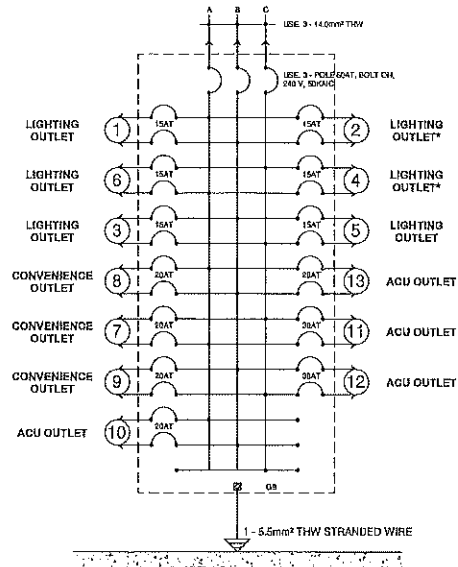 A B C
USE. 3 - 14.0mm² THW
USE. 3 - POLE 60AT, BOLT ON,
240 V, 50KAIC
LIGHTING
OUTLET
1
15AT
15AT
2
LIGHTING
OUTLET*
LIGHTING
OUTLET
6
15AT
15AT
4
LIGHTING
OUTLET*
LIGHTING
OUTLET
3
15AT
15AT
5
LIGHTING
OUTLET
CONVENIENCE
OUTLET
8
20AT
20AT
13
ACU OUTLET
CONVENIENCE
OUTLET
7
20AT
11
ACU OUTLET
CONVENIENCE
OUTLET
9
20AT
12
ACU OUTLET
ACU OUTLET
10
20AT
1 - 5.5mm² THW STRANDED WIRE